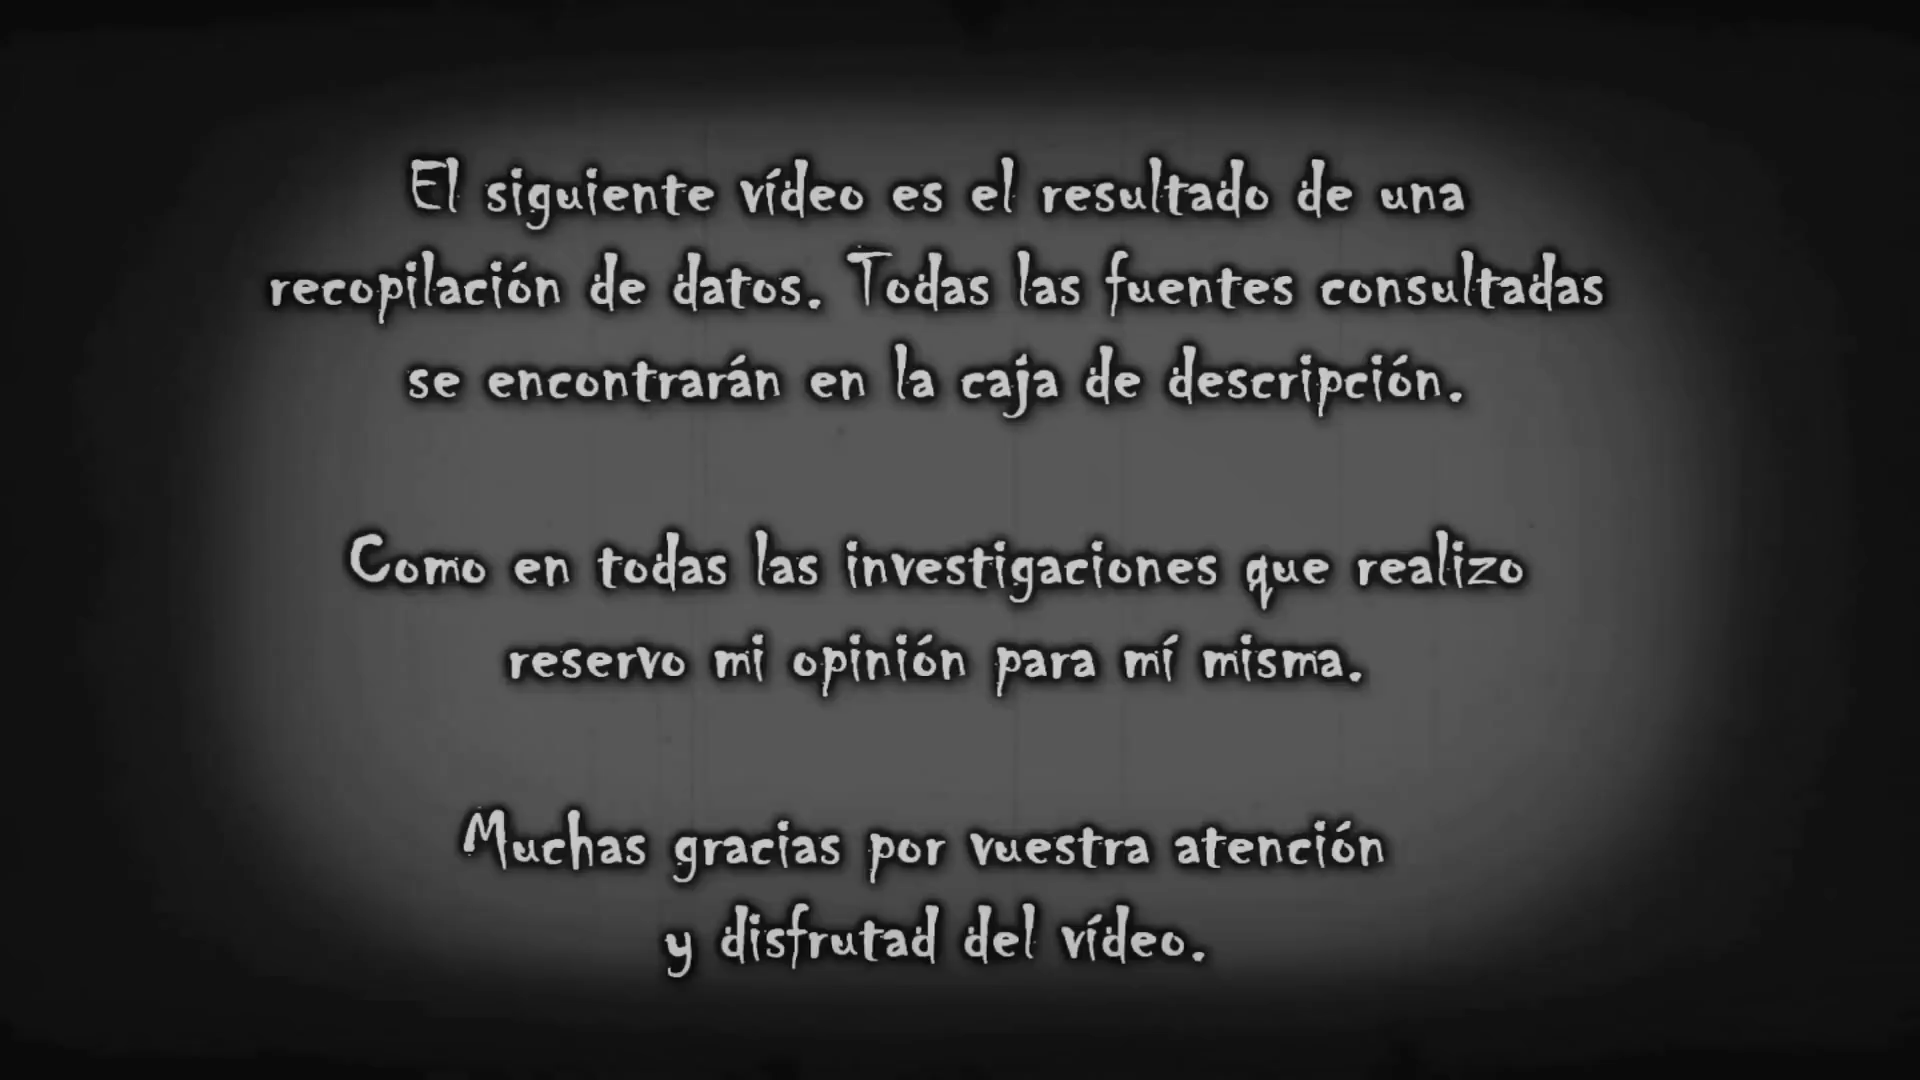 El siguiente vídeo es el resultado de una
recopilación de datos. Todas las fuentes consultadas
se encontrarán en la caja de descripción.
Como en todas las investigaciones que realizo
reservo mi opinión para mí misma.
Muchas gracias por vuestra atención
y disfrutad del vídeo.